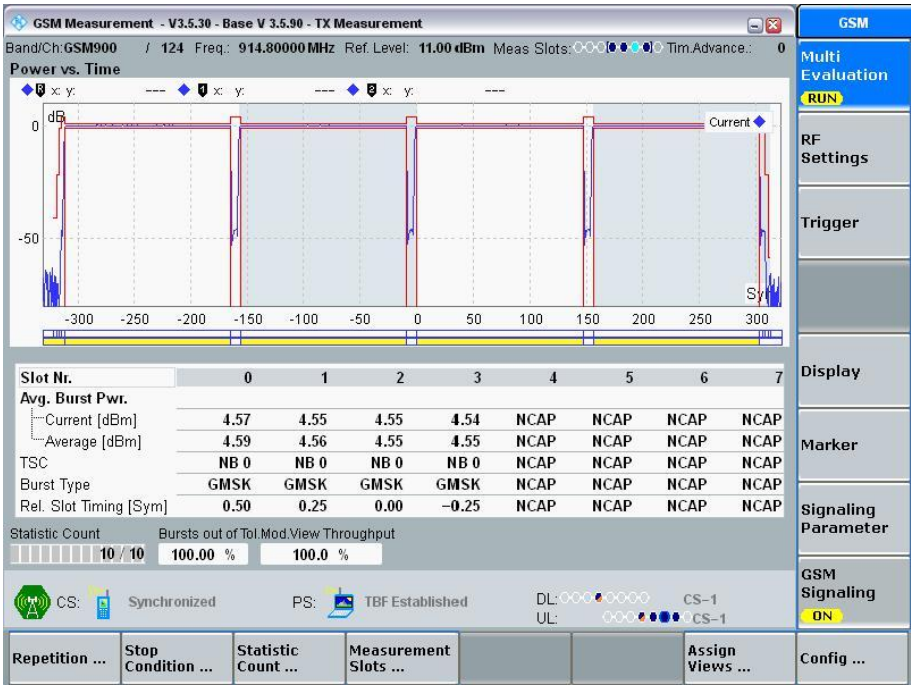 GSM Measurement - V3.5.30 - Base V 3.5.90 - TX Measurement
GSM
Band/Ch:GSM900 / 124 Freq.: 914.80000 MHz Ref. Level: 11.00 dBm Meas Slots: Tim.Advance.: 0
Multi Evaluation
RUN
Power vs. Time
R x: y: --- 1 x: y: --- 2 x: y: ---
dB
Current
0
-50
Sy
-300 -250 -200 -150 -100 -50 0 50 100 150 200 250 300
RF Settings
Trigger
Display
Marker
Signaling Parameter
GSM Signaling
ON
Slot Nr. 0 1 2 3 4 5 6 7
Avg. Burst Pwr.
Current [dBm] 4.57 4.55 4.55 4.54 NCAP NCAP NCAP NCAP
Average [dBm] 4.59 4.56 4.55 4.55 NCAP NCAP NCAP NCAP
TSC NB 0 NB 0 NB 0 NB 0 NCAP NCAP NCAP NCAP
Burst Type GMSK GMSK GMSK GMSK NCAP NCAP NCAP NCAP
Rel. Slot Timing [Sym] 0.50 0.25 0.00 -0.25 NCAP NCAP NCAP NCAP
Statistic Count Bursts out of Tol. Mod.View Throughput
10 / 10 100.00 % 100.0 %
CS: Synchronized PS: TBF Established DL: CS-1
UL: CS-1
Repetition ...
Stop Condition ...
Statistic Count ...
Measurement Slots ...
Assign Views ...
Config ...